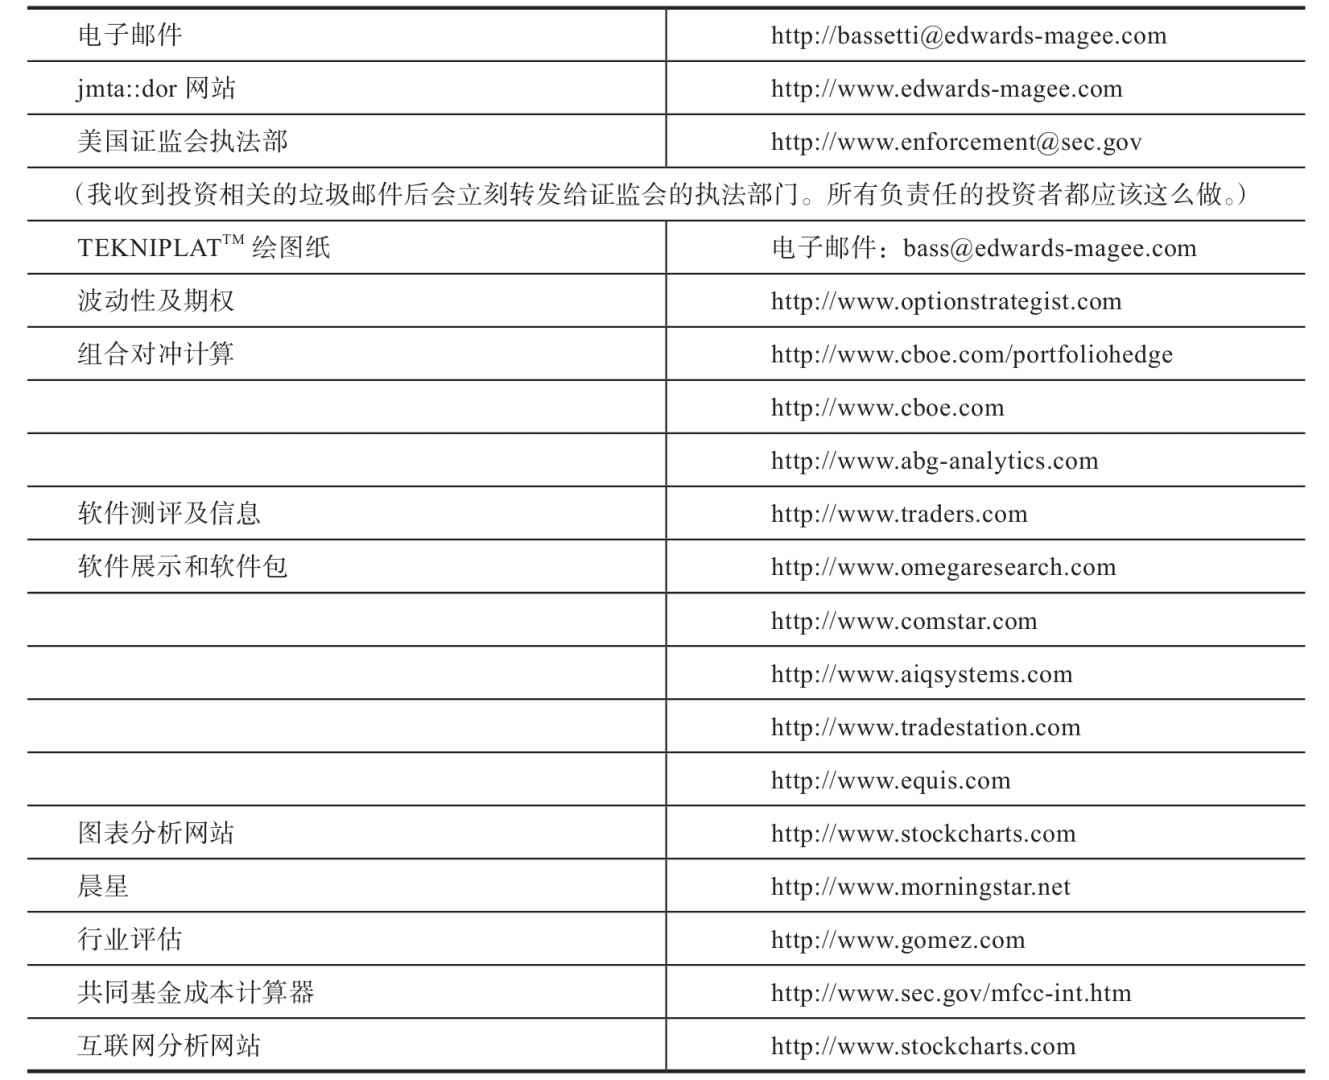 电子邮件 http://bassetti@edwards-magee.com
jmta::dor 网站 http://www.edwards-magee.com
美国证监会执法部 http://www.enforcement@sec.gov
（我收到投资相关的垃圾邮件后会立刻转发给证监会的执法部门。所有负责任的投资者都应该这么做。）
TEKNIPLAT™ 绘图纸 电子邮件：bass@edwards-magee.com
波动性及期权 http://www.optionstrategist.com
组合对冲计算 http://www.cboe.com/portfoliohedge
http://www.cboe.com
http://www.abg-analytics.com
软件测评及信息 http://www.traders.com
软件展示和软件包 http://www.omegaresearch.com
http://www.comstar.com
http://www.aiqsystems.com
http://www.tradestation.com
http://www.equis.com
图表分析网站 http://www.stockcharts.com
晨星 http://www.morningstar.net
行业评估 http://www.gomez.com
共同基金成本计算器 http://www.sec.gov/mfcc-int.htm
互联网分析网站 http://www.stockcharts.com